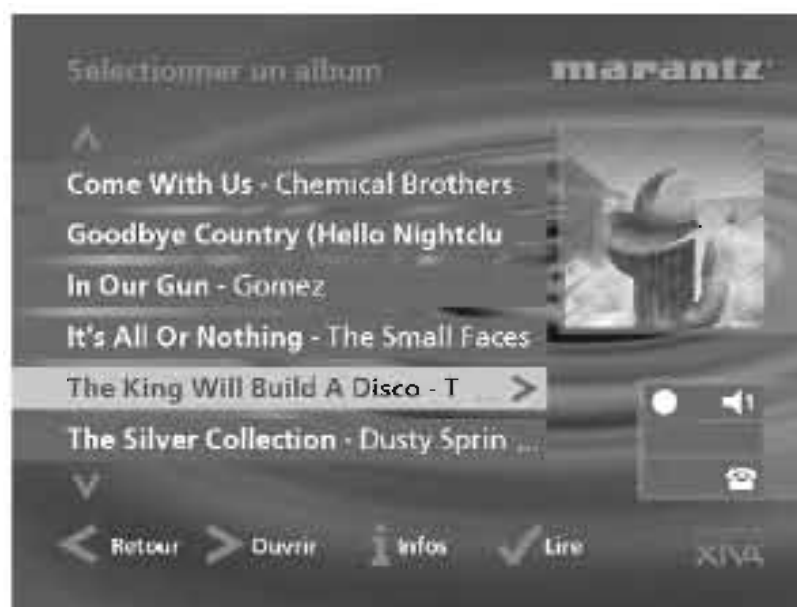 Sélectionner un album
marantz
Come With Us - Chemical Brothers
Goodbye Country (Hello Nightclu
In Our Gun - Gomez
It's All Or Nothing - The Small Faces
The King Will Build A Disco - T
The Silver Collection - Dusty Sprin ...
1
Retour Ouvrir Infos Lire
XIVA